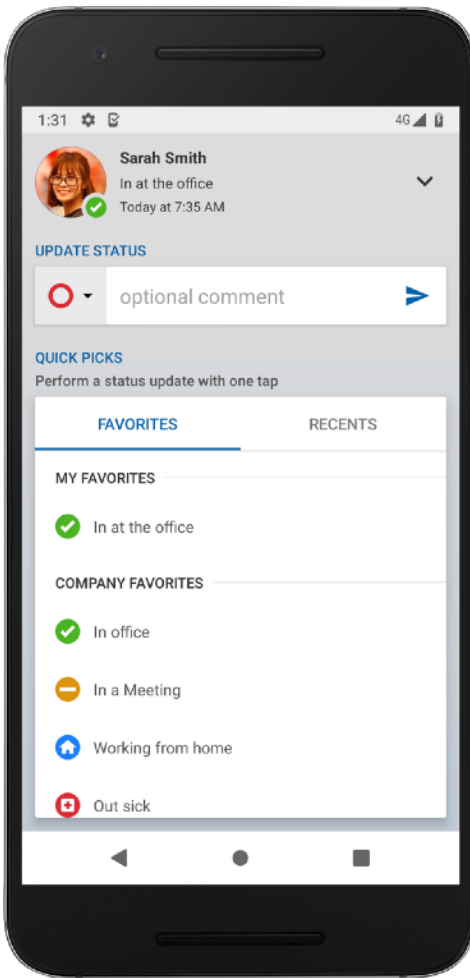 1:31
4G
Sarah Smith
In at the office
Today at 7:35 AM
UPDATE STATUS
optional comment
QUICK PICKS
Perform a status update with one tap
FAVORITES
RECENTS
MY FAVORITES
In at the office
COMPANY FAVORITES
In office
In a Meeting
Working from home
Out sick